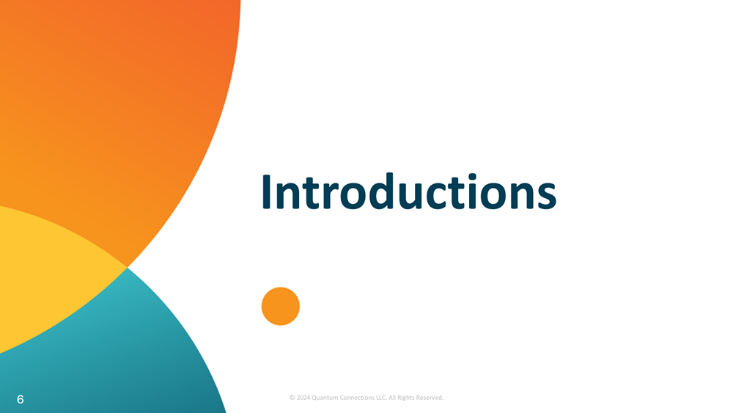 Introductions
6
© 2024 Quantum Connections LLC. All Rights Reserved.